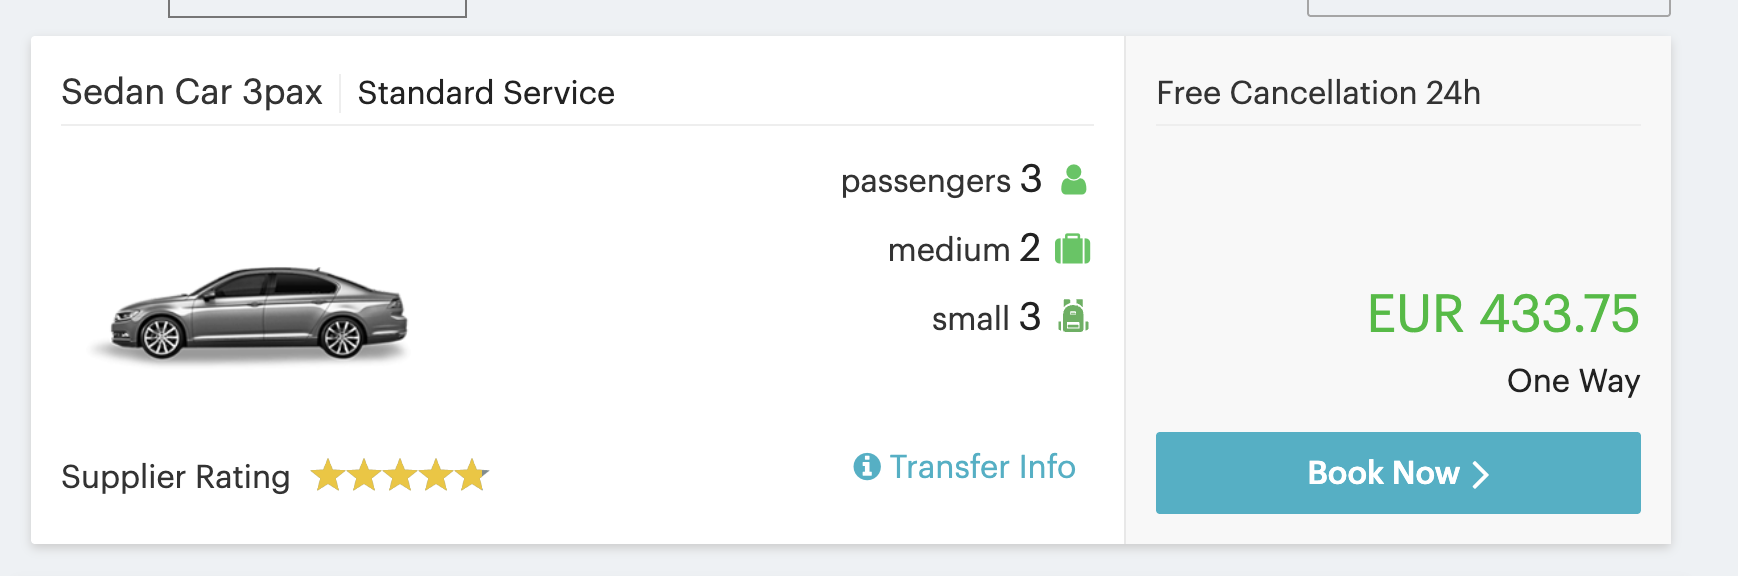 Sedan Car 3pax
Standard Service
passengers 3
medium 2
small 3
Supplier Rating
Transfer Info
Free Cancellation 24h
EUR 433.75
One Way
Book Now